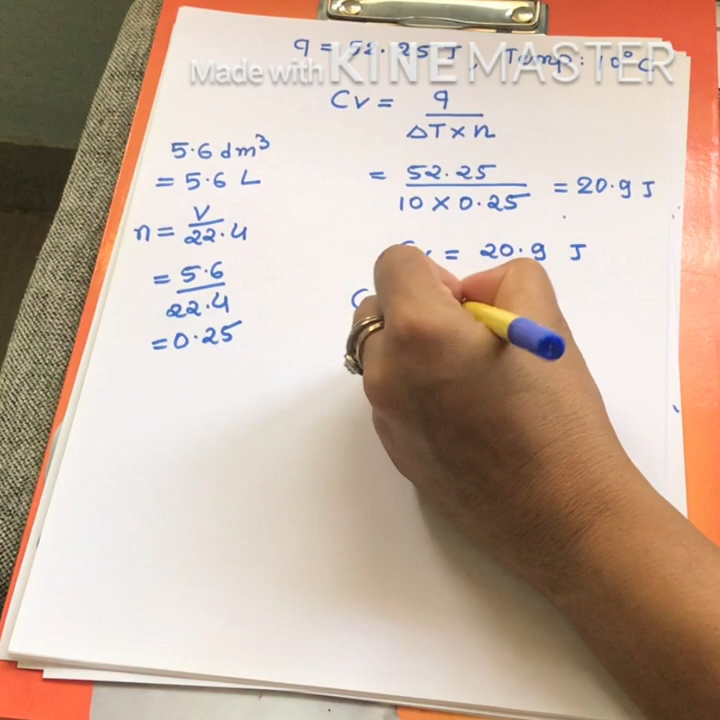 q = 52.25 J, Temp: 10°C
Made with KINEMASTER
Cv = q / ΔT × n
5.6 dm³
= 5.6 L
= 52.25 / 10 × 0.25 = 20.9 J
n = V / 22.4
= 20.9 J
= 5.6 / 22.4
C
= 0.25